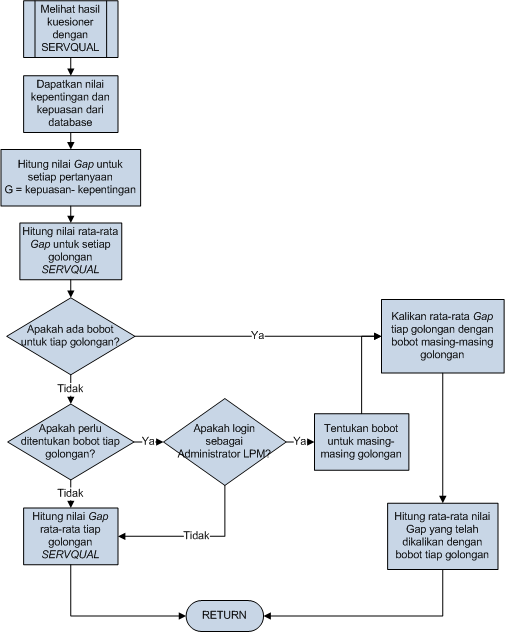 Melihat hasil
kuesioner
dengan
SERVQUAL
Dapatkan nilai
kepentingan dan
kepuasan dari
database
Hitung nilai Gap untuk
setiap pertanyaan
G = kepuasan- kepentingan
Hitung nilai rata-rata
Gap untuk setiap
golongan
SERVQUAL
Apakah ada bobot
untuk tiap golongan?
Ya
Kalikan rata-rata Gap
tiap golongan dengan
bobot masing-masing
golongan
Tidak
Apakah perlu
ditentukan bobot tiap
golongan?
Ya
Apakah login
sebagai
Administrator LPM?
Ya
Tentukan bobot
untuk masing-
masing golongan
Tidak
Hitung nilai Gap
rata-rata tiap
golongan
SERVQUAL
Tidak
Hitung rata-rata nilai
Gap yang telah
dikalikan dengan
bobot tiap golongan
RETURN